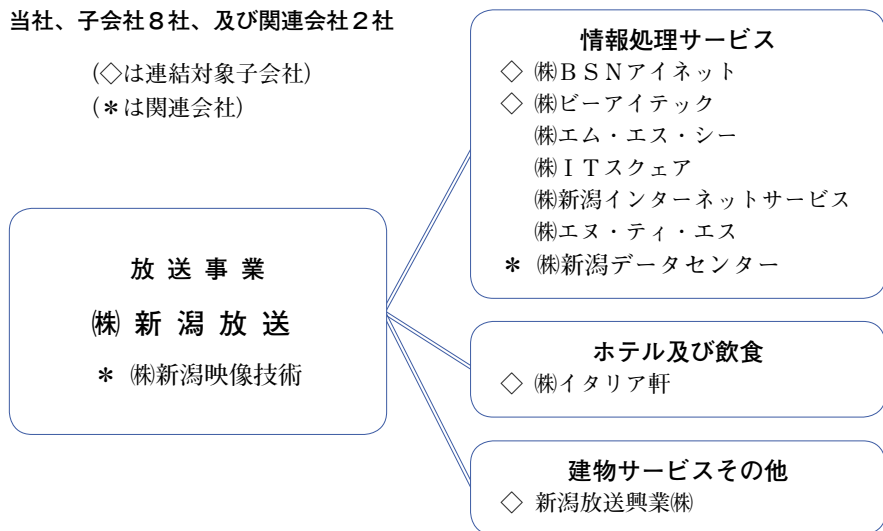 当社、子会社８社、及び関連会社２社
(◇は連結対象子会社)
(＊は関連会社)
放送事業
㈱新潟放送
＊ ㈱新潟映像技術
情報処理サービス
◇ ㈱ＢＳＮアイネット
◇ ㈱ビーアイテック
㈱エム・エス・シー
㈱ＩＴスクェア
㈱新潟インターネットサービス
㈱エヌ・ティ・エス
＊ ㈱新潟データセンター
ホテル及び飲食
◇ ㈱イタリア軒
建物サービスその他
◇ 新潟放送興業㈱